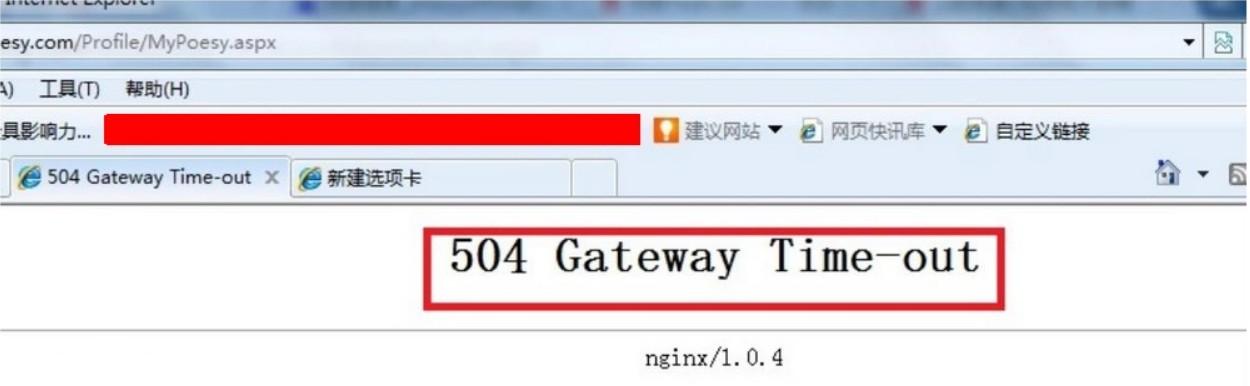 Internet Explorer
esy.com/Profile/MyPoesy.aspx
A) 工具(T) 帮助(H)
具影响力... 建议网站 网页快讯库 自定义链接
504 Gateway Time-out X 新建选项卡
504 Gateway Time-out
nginx/1.0.4